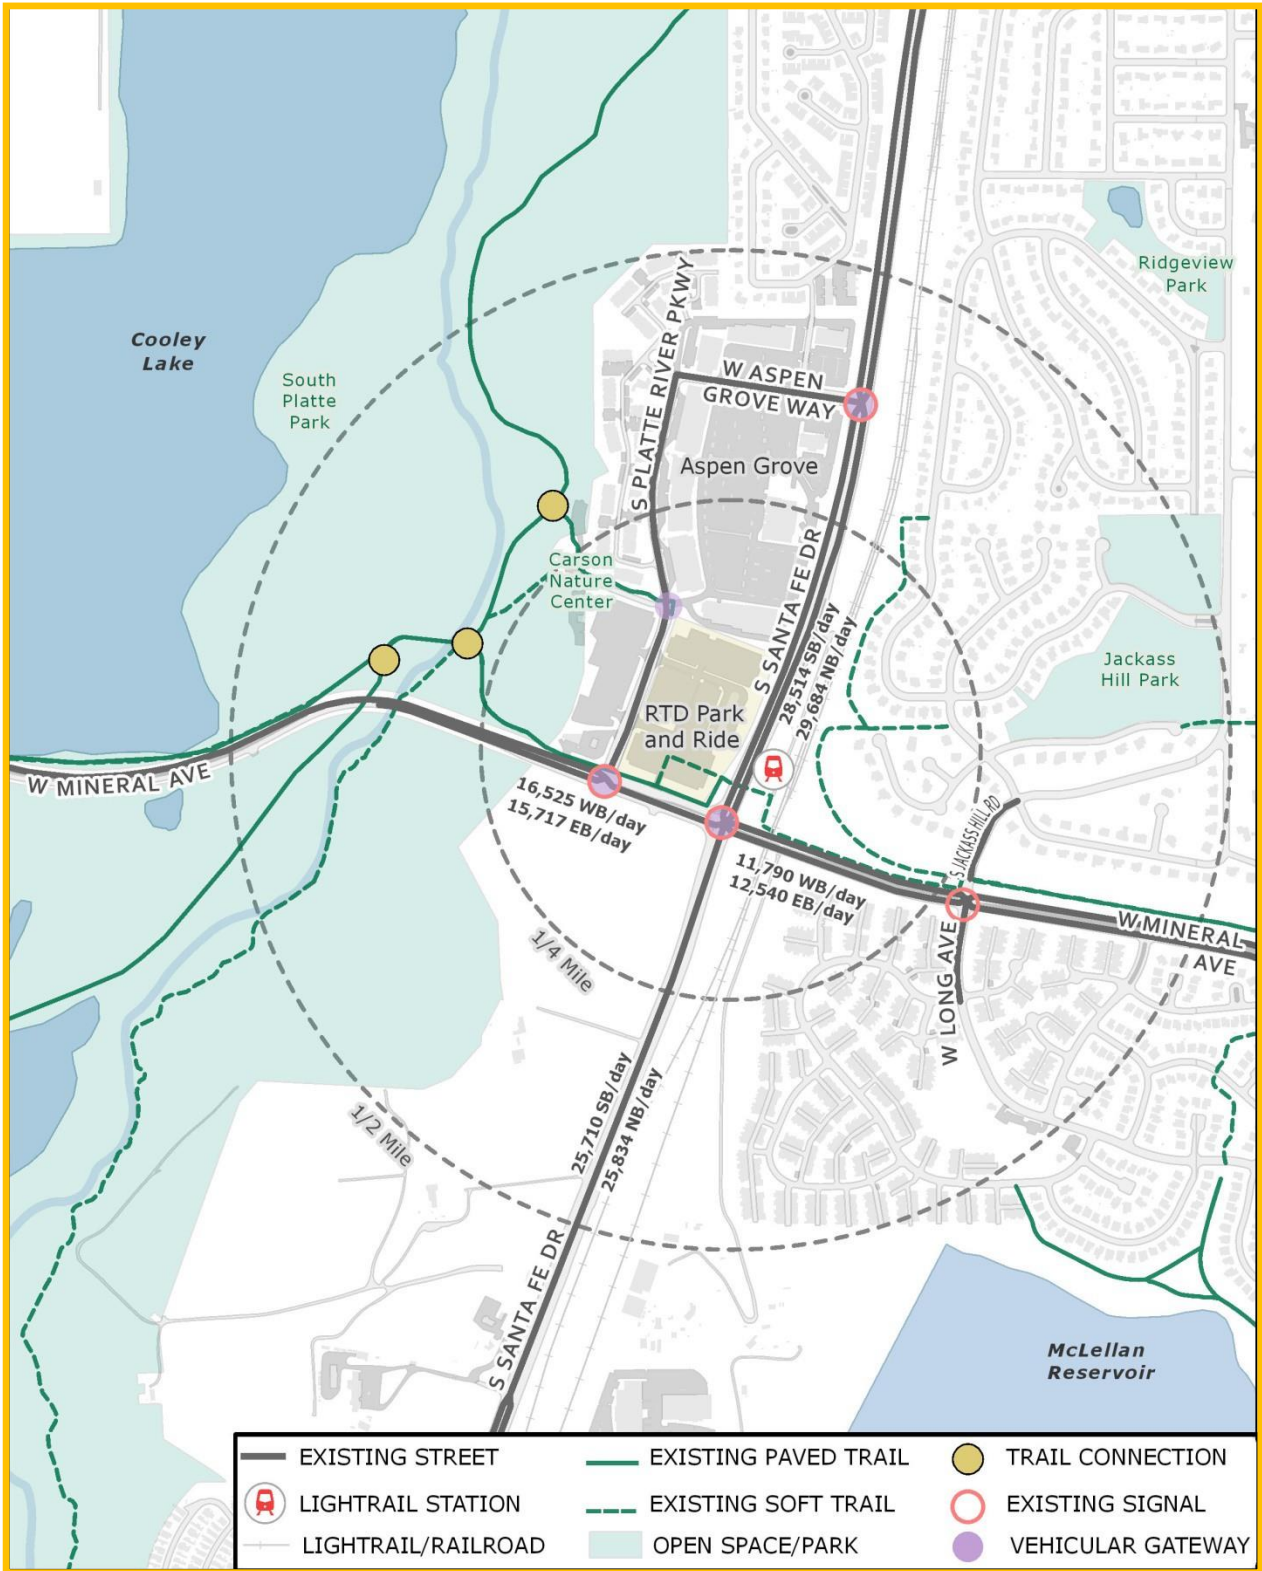 Ridgeview
Park
Cooley
Lake
South
Platte
Park
S PLATTE RIVER PKWY
W ASPEN
GROVE WAY
Aspen Grove
Carson
Nature
Center
S SANTA FE DR
28,514 SB/day
29,684 NB/day
Jackass
Hill Park
RTD Park
and Ride
W MINERAL AVE
16,525 WB/day
15,717 EB/day
S JACKASS HILL RD
11,790 WB/day
12,540 EB/day
W MINERAL
AVE
W LONG AVE
1/4 Mile
1/2 Mile
25,710 SB/day
25,834 NB/day
S SANTA FE DR
McLellan
Reservoir
EXISTING STREET
EXISTING PAVED TRAIL
TRAIL CONNECTION
LIGHTRAIL STATION
EXISTING SOFT TRAIL
EXISTING SIGNAL
LIGHTRAIL/RAILROAD
OPEN SPACE/PARK
VEHICULAR GATEWAY